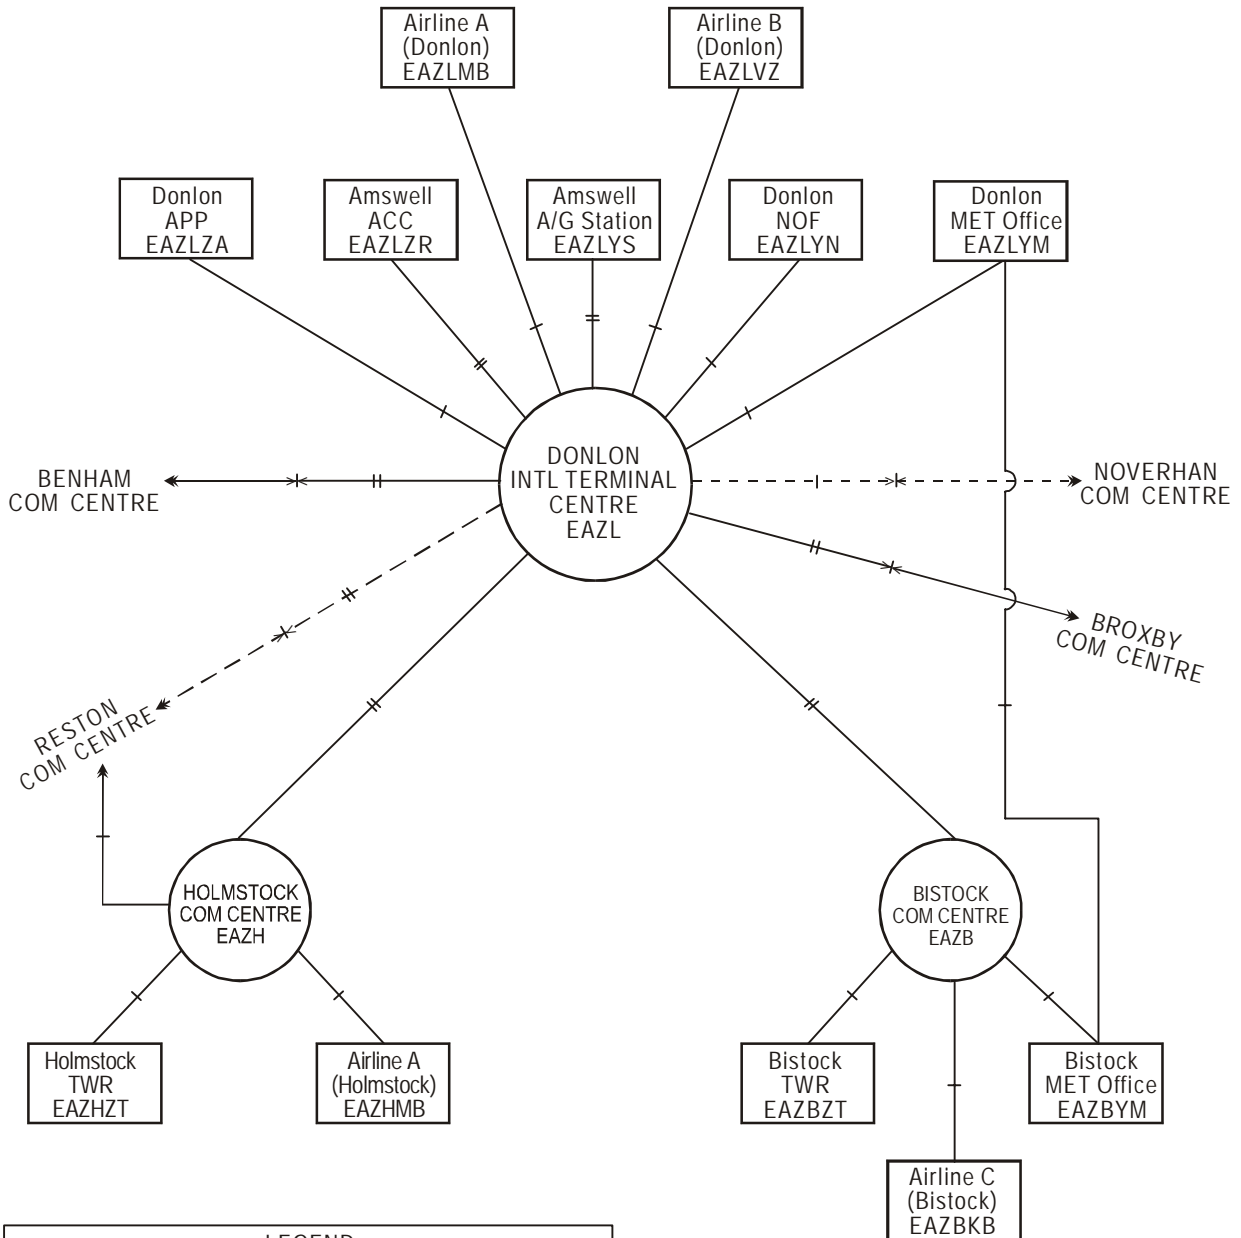 Airline A
(Donlon)
EAZLMB
Airline B
(Donlon)
EAZLVZ
Donlon
APP
EAZLZA
Amswell
ACC
EAZLZR
Amswell
A/G Station
EAZLYS
Donlon
NOF
EAZLYN
Donlon
MET Office
EAZLYM
DONLON
INTL TERMINAL
CENTRE
EAZL
BENHAM
COM CENTRE
NOVERHAN
COM CENTRE
BROXBY
COM CENTRE
RESTON
COM CENTRE
HOLMSTOCK
COM CENTRE
EAZH
BISTOCK
COM CENTRE
EAZB
Holmstock
TWR
EAZHZT
Airline A
(Holmstock)
EAZHMB
Bistock
TWR
EAZBZT
Bistock
MET Office
EAZBYM
Airline C
(Bistock)
EAZBKB
LEGEND